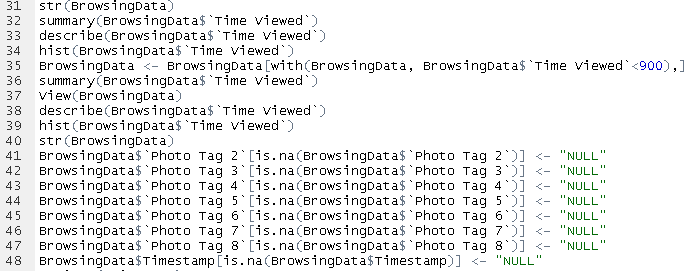 31 str(BrowsingData)
32 summary(BrowsingData$`Time Viewed`)
33 describe(BrowsingData$`Time Viewed`)
34 hist(BrowsingData$`Time Viewed`)
35 BrowsingData <- BrowsingData[with(BrowsingData, BrowsingData$`Time Viewed`<900),]
36 summary(BrowsingData$`Time Viewed`)
37 View(BrowsingData)
38 describe(BrowsingData$`Time Viewed`)
39 hist(BrowsingData$`Time Viewed`)
40 str(BrowsingData)
41 BrowsingData$`Photo Tag 2`[is.na(BrowsingData$`Photo Tag 2`)] <- "NULL"
42 BrowsingData$`Photo Tag 3`[is.na(BrowsingData$`Photo Tag 3`)] <- "NULL"
43 BrowsingData$`Photo Tag 4`[is.na(BrowsingData$`Photo Tag 4`)] <- "NULL"
44 BrowsingData$`Photo Tag 5`[is.na(BrowsingData$`Photo Tag 5`)] <- "NULL"
45 BrowsingData$`Photo Tag 6`[is.na(BrowsingData$`Photo Tag 6`)] <- "NULL"
46 BrowsingData$`Photo Tag 7`[is.na(BrowsingData$`Photo Tag 7`)] <- "NULL"
47 BrowsingData$`Photo Tag 8`[is.na(BrowsingData$`Photo Tag 8`)] <- "NULL"
48 BrowsingData$Timestamp[is.na(BrowsingData$Timestamp)] <- "NULL"